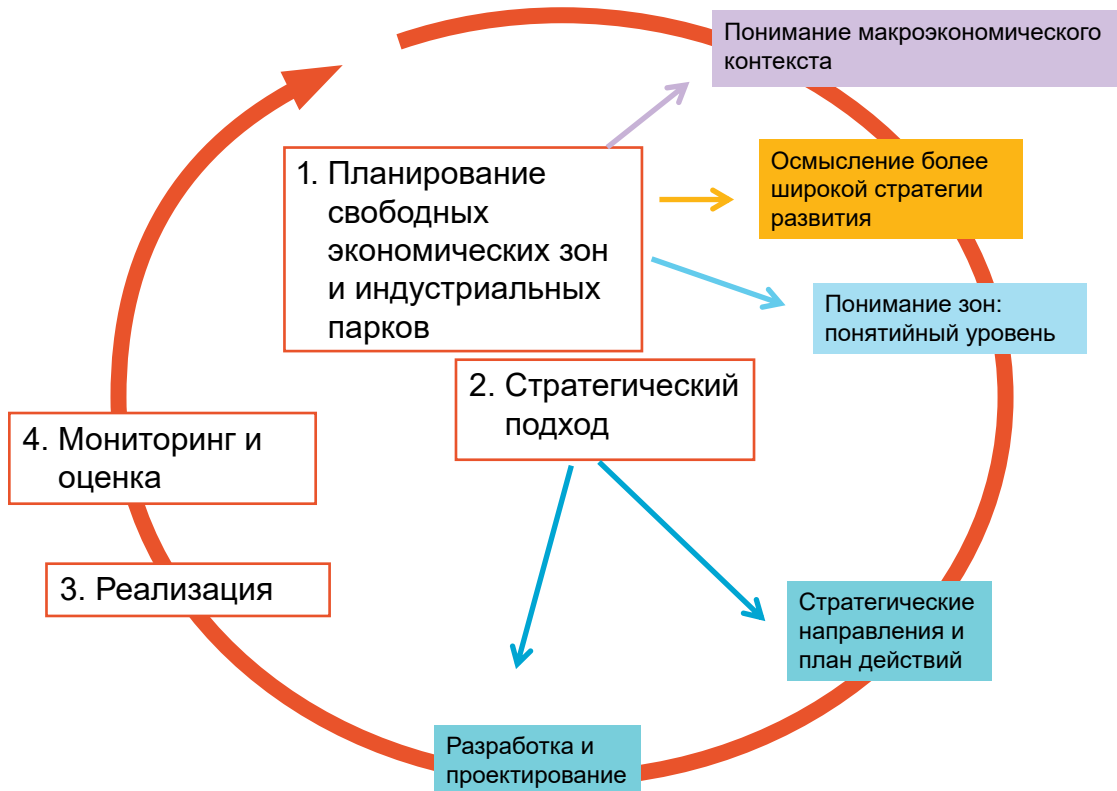 Понимание макроэкономического
контекста
1. Планирование
свободных
экономических зон
и индустриальных
парков
Осмысление более
широкой стратегии
развития
Понимание зон:
понятийный уровень
2. Стратегический
подход
4. Мониторинг и
оценка
3. Реализация
Стратегические
направления и
план действий
Разработка и
проектирование